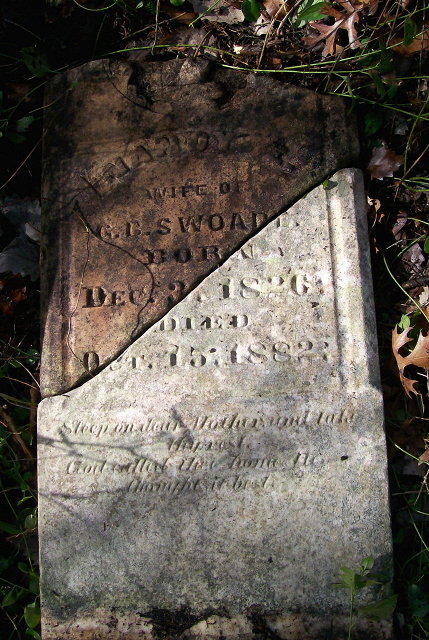 WIFE OF
G. B. SWOAPE.
BORN
DEC. 3, 1826;
DIED
OCT. 15, 1882;
Sleep on dear Mother, and take
thy rest.
God called Thee home, He
thought it best.